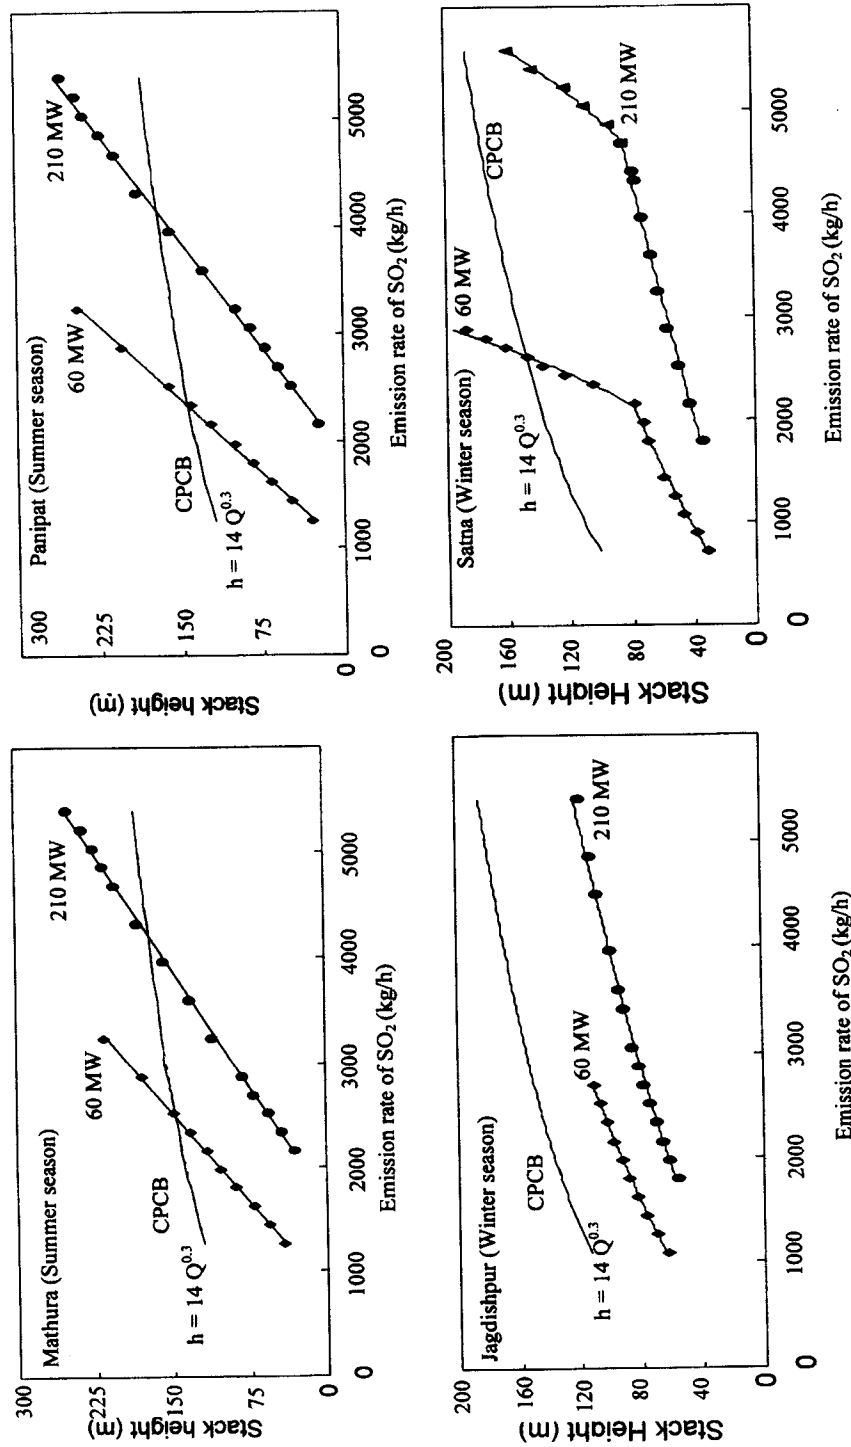 Mathura (Summer season)
300
225
150
75
0
Stack height (m)
60 MW
210 MW
CPCB
h = 14 Q^0.3
0
1000
2000
3000
4000
5000
Emission rate of SO2 (kg/h)
Panipat (Summer season)
300
225
150
75
0
Stack height (m)
60 MW
210 MW
CPCB
h = 14 Q^0.3
0
1000
2000
3000
4000
5000
Emission rate of SO2 (kg/h)
Jagdishpur (Winter season)
200
160
120
80
40
0
Stack Height (m)
CPCB
h = 14 Q^0.3
60 MW
210 MW
0
1000
2000
3000
4000
5000
Emission rate of SO2 (kg/h)
Satna (Winter season)
200
160
120
80
40
0
Stack Height (m)
60 MW
CPCB
h = 14 Q^0.3
210 MW
0
1000
2000
3000
4000
5000
Emission rate of SO2 (kg/h)